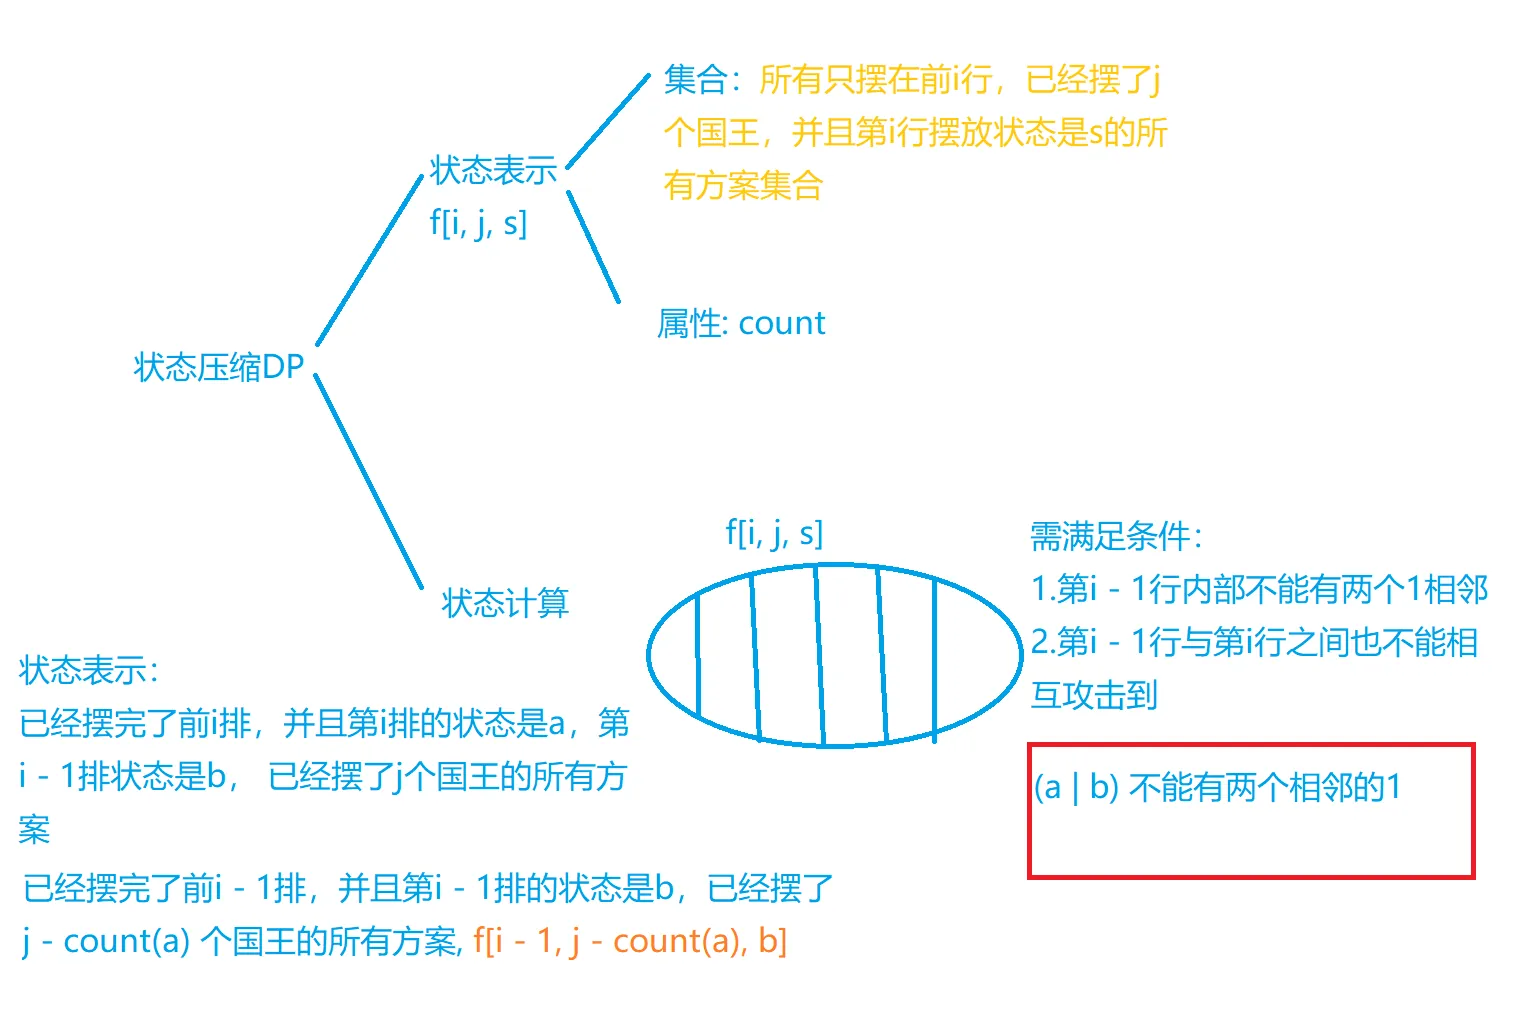 集合：所有只摆在前i行，已经摆了j
个国王，并且第i行摆放状态是s的所
有方案集合
状态表示
f[i, j, s]
属性: count
状态压缩DP
状态计算
f[i, j, s]
需满足条件：
1.第i - 1行内部不能有两个1相邻
2.第i - 1行与第i行之间也不能相
互攻击到
(a | b) 不能有两个相邻的1
状态表示：
已经摆完了前i排，并且第i排的状态是a，第
i - 1排状态是b， 已经摆了j个国王的所有方
案
已经摆完了前i - 1排，并且第i - 1排的状态是b，已经摆了
j - count(a) 个国王的所有方案, f[i - 1, j - count(a), b]